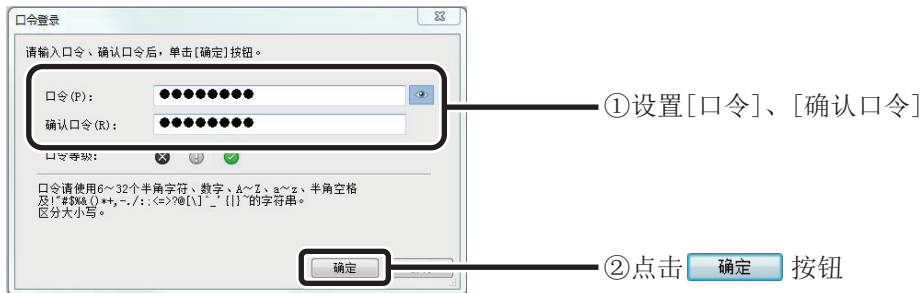 口令登录
请输入口令、确认口令后，单击[确定]按钮。
口令(P)：
确认口令(R)：
①设置[口令]、[确认口令]
口令等级：
口令请使用6～32个半角字符、数字、A～Z、a～z、半角空格
及!"#$%&()*+,-./:;<=>?@[\]^_'{|}~的字符串。
区分大小写。
确定
②点击 确定 按钮